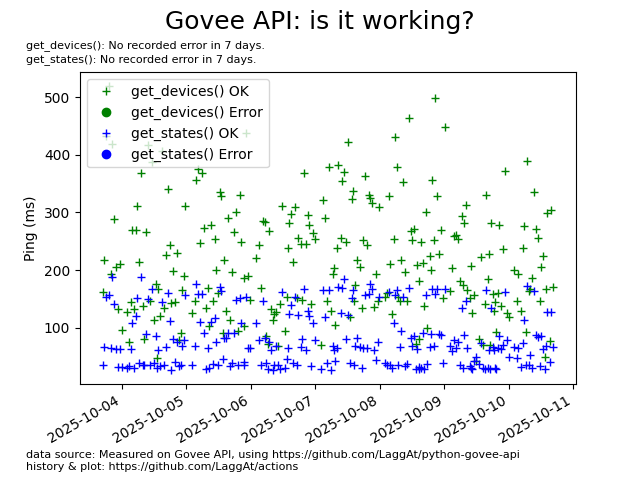 Govee API: is it working?
get_devices(): No recorded error in 7 days.
get_states(): No recorded error in 7 days.
get_devices() OK
get_devices() Error
get_states() OK
get_states() Error
500
400
300
200
100
Ping (ms)
2025-10-04
2025-10-05
2025-10-06
2025-10-07
2025-10-08
2025-10-09
2025-10-10
2025-10-11
data source: Measured on Govee API, using https://github.com/LaggAt/python-govee-api
history & plot: https://github.com/LaggAt/actions